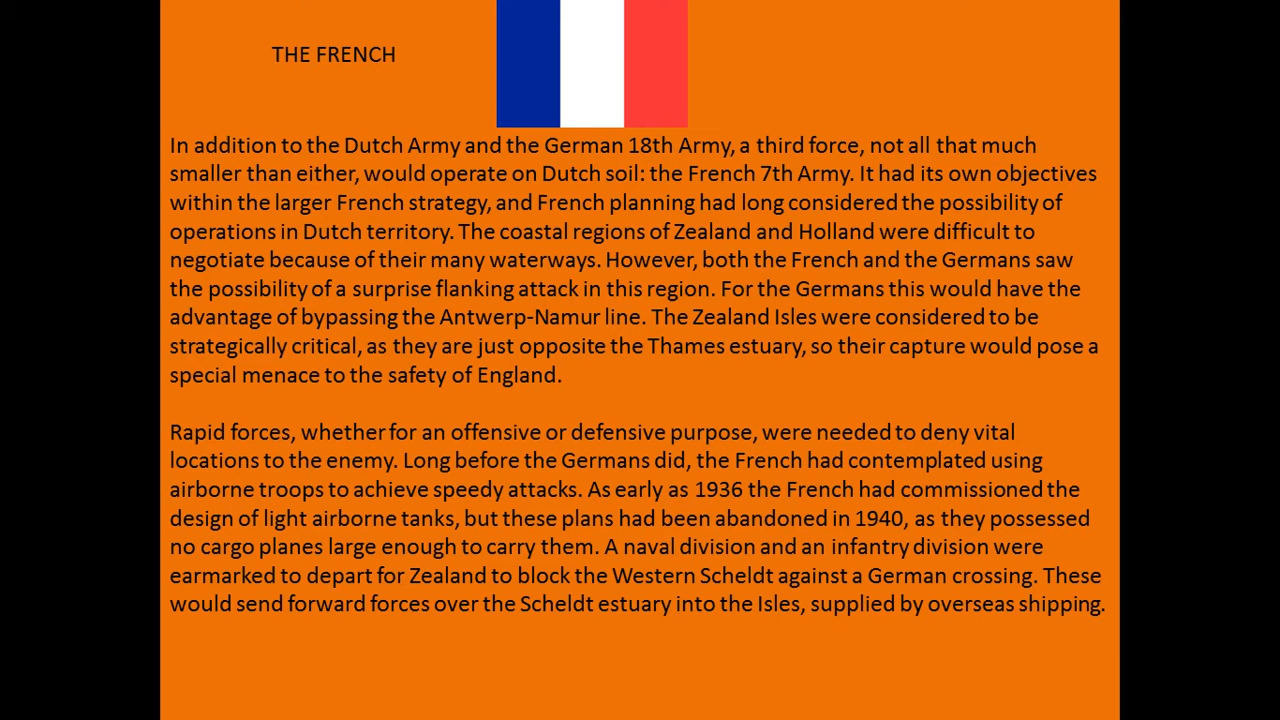 THE FRENCH
In addition to the Dutch Army and the German 18th Army, a third force, not all that much
smaller than either, would operate on Dutch soil: the French 7th Army. It had its own objectives
within the larger French strategy, and French planning had long considered the possibility of
operations in Dutch territory. The coastal regions of Zealand and Holland were difficult to
negotiate because of their many waterways. However, both the French and the Germans saw
the possibility of a surprise flanking attack in this region. For the Germans this would have the
advantage of bypassing the Antwerp-Namur line. The Zealand Isles were considered to be
strategically critical, as they are just opposite the Thames estuary, so their capture would pose a
special menace to the safety of England.
Rapid forces, whether for an offensive or defensive purpose, were needed to deny vital
locations to the enemy. Long before the Germans did, the French had contemplated using
airborne troops to achieve speedy attacks. As early as 1936 the French had commissioned the
design of light airborne tanks, but these plans had been abandoned in 1940, as they possessed
no cargo planes large enough to carry them. A naval division and an infantry division were
earmarked to depart for Zealand to block the Western Scheldt against a German crossing. These
would send forward forces over the Scheldt estuary into the Isles, supplied by overseas shipping.